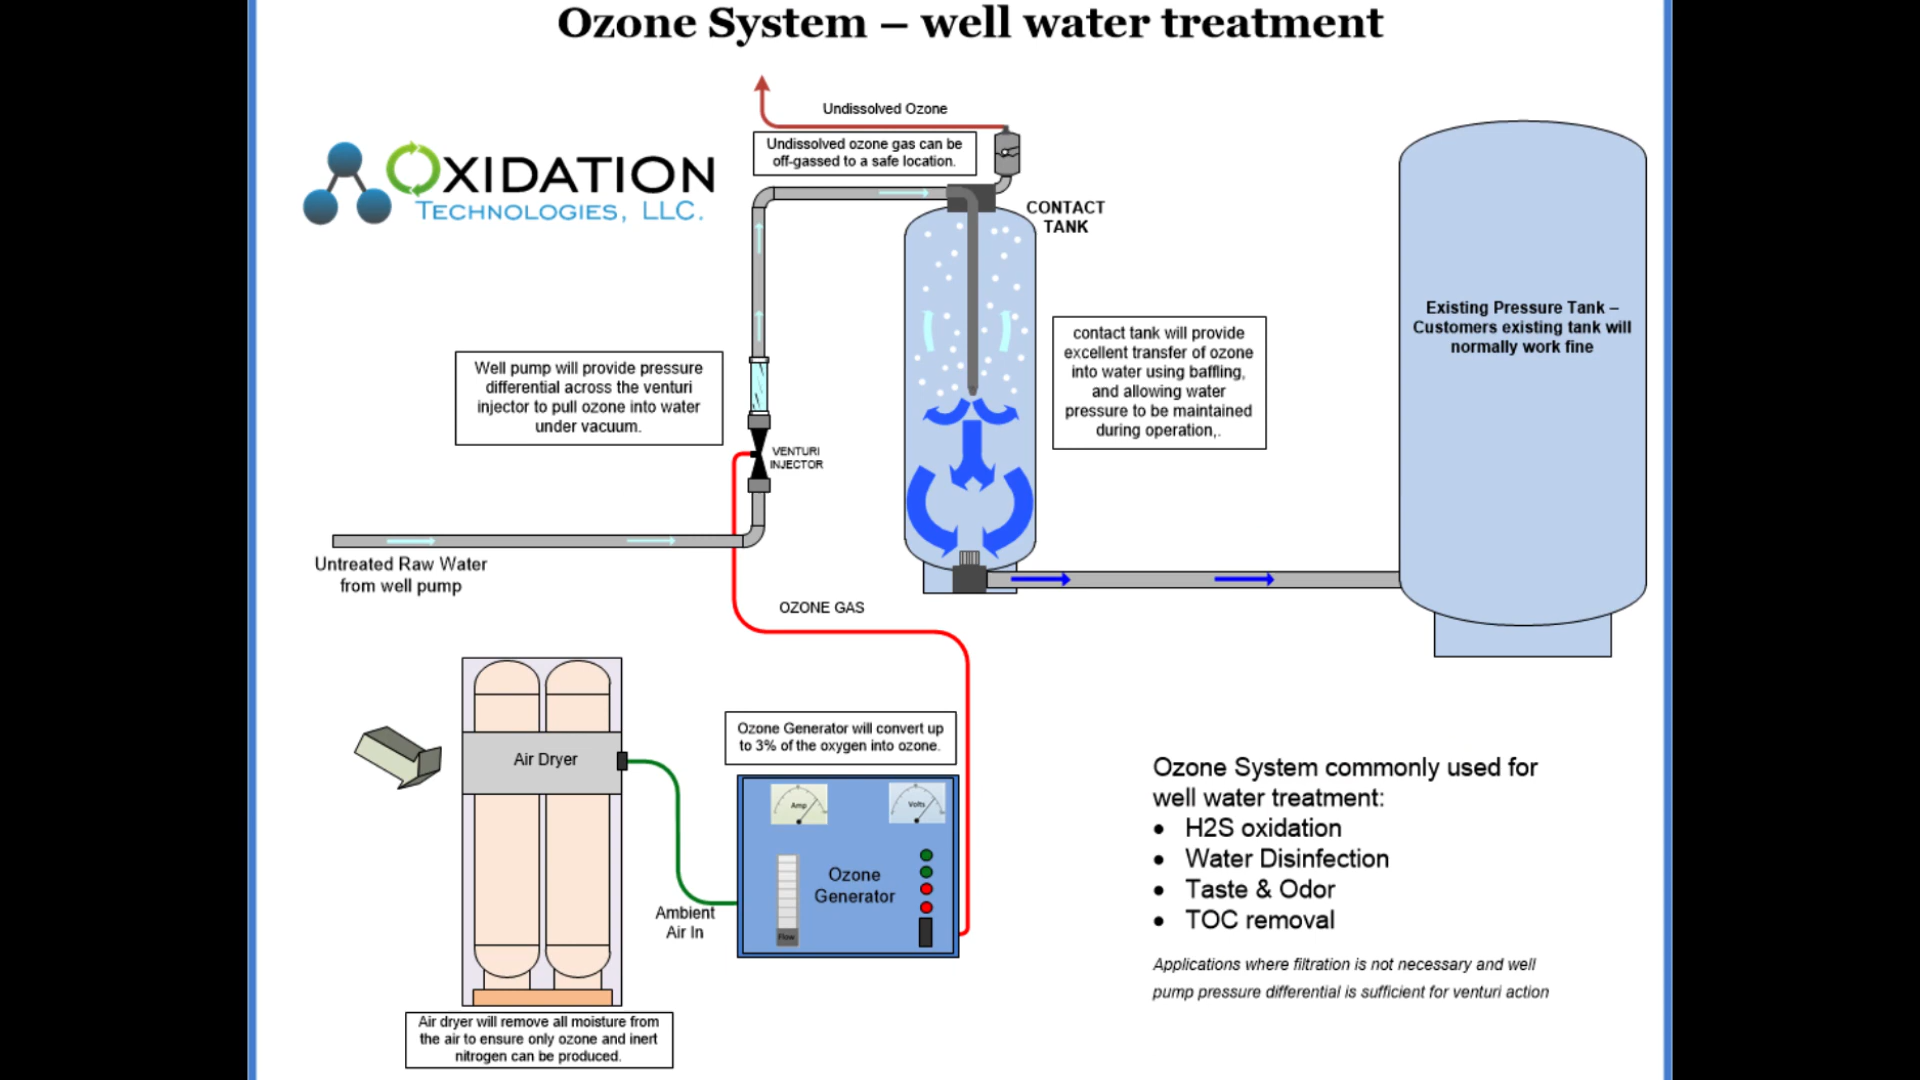 Ozone System – well water treatment
Undissolved Ozone
Undissolved ozone gas can be
off-gassed to a safe location.
OXIDATION
TECHNOLOGIES, LLC.
CONTACT
TANK
Existing Pressure Tank –
Customers existing tank will
normally work fine
contact tank will provide
excellent transfer of ozone
into water using baffling,
and allowing water
pressure to be maintained
during operation,.
Well pump will provide pressure
differential across the venturi
injector to pull ozone into water
under vacuum.
VENTURI
INJECTOR
Untreated Raw Water
from well pump
OZONE GAS
Air Dryer
Ozone Generator will convert up
to 3% of the oxygen into ozone.
Amp
Volts
Ozone
Generator
Flow
Ambient
Air In
Air dryer will remove all moisture from
the air to ensure only ozone and inert
nitrogen can be produced.
Ozone System commonly used for
well water treatment:
• H2S oxidation
• Water Disinfection
• Taste & Odor
• TOC removal
Applications where filtration is not necessary and well
pump pressure differential is sufficient for venturi action